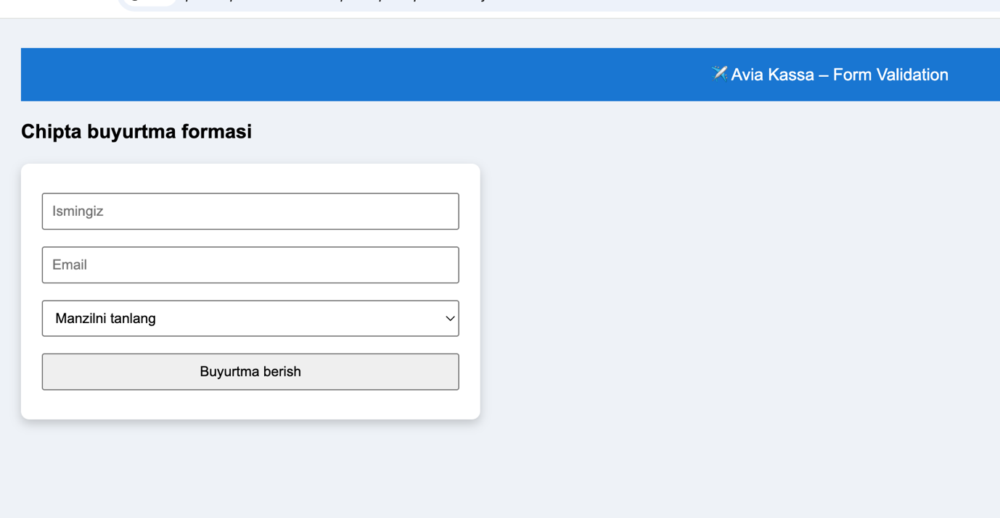 ✈️ Avia Kassa – Form Validation
Chipta buyurtma formasi
Ismingiz
Email
Manzilni tanlang
Buyurtma berish